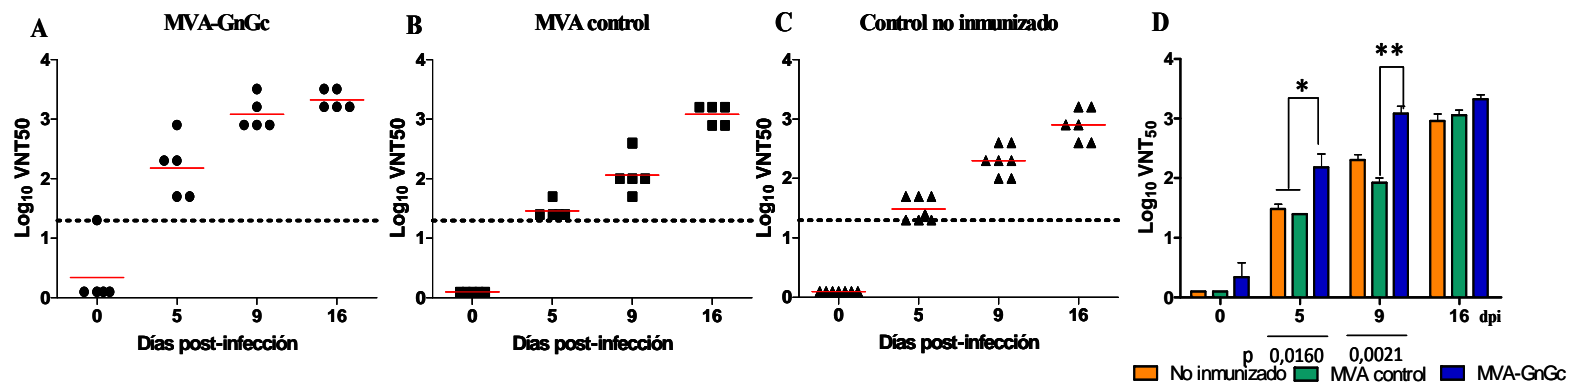 A MVA-GnGc
Log10 VNT50
4
3
2
1
0
0 5 9 16
Días post-infección
B MVA control
Log10 VNT50
4
3
2
1
0
0 5 9 16
Días post-infección
C Control no inmunizado
Log10 VNT50
4
3
2
1
0
0 5 9 16
Días post-infección
D
Log10 VNT50
4
3
2
1
0
*
**
0 5 9 16 dpi
p 0,0160 0,0021
No inmunizado MVA control MVA-GnGc